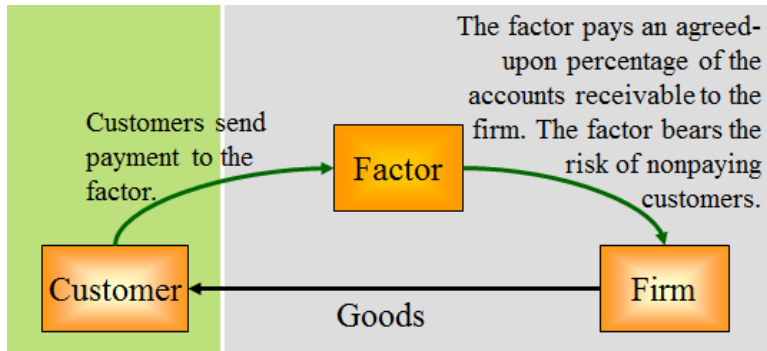 The factor pays an agreed-
upon percentage of the
accounts receivable to the
firm. The factor bears the
risk of nonpaying
customers.
Customers send
payment to the
factor.
Factor
Customer
Firm
Goods